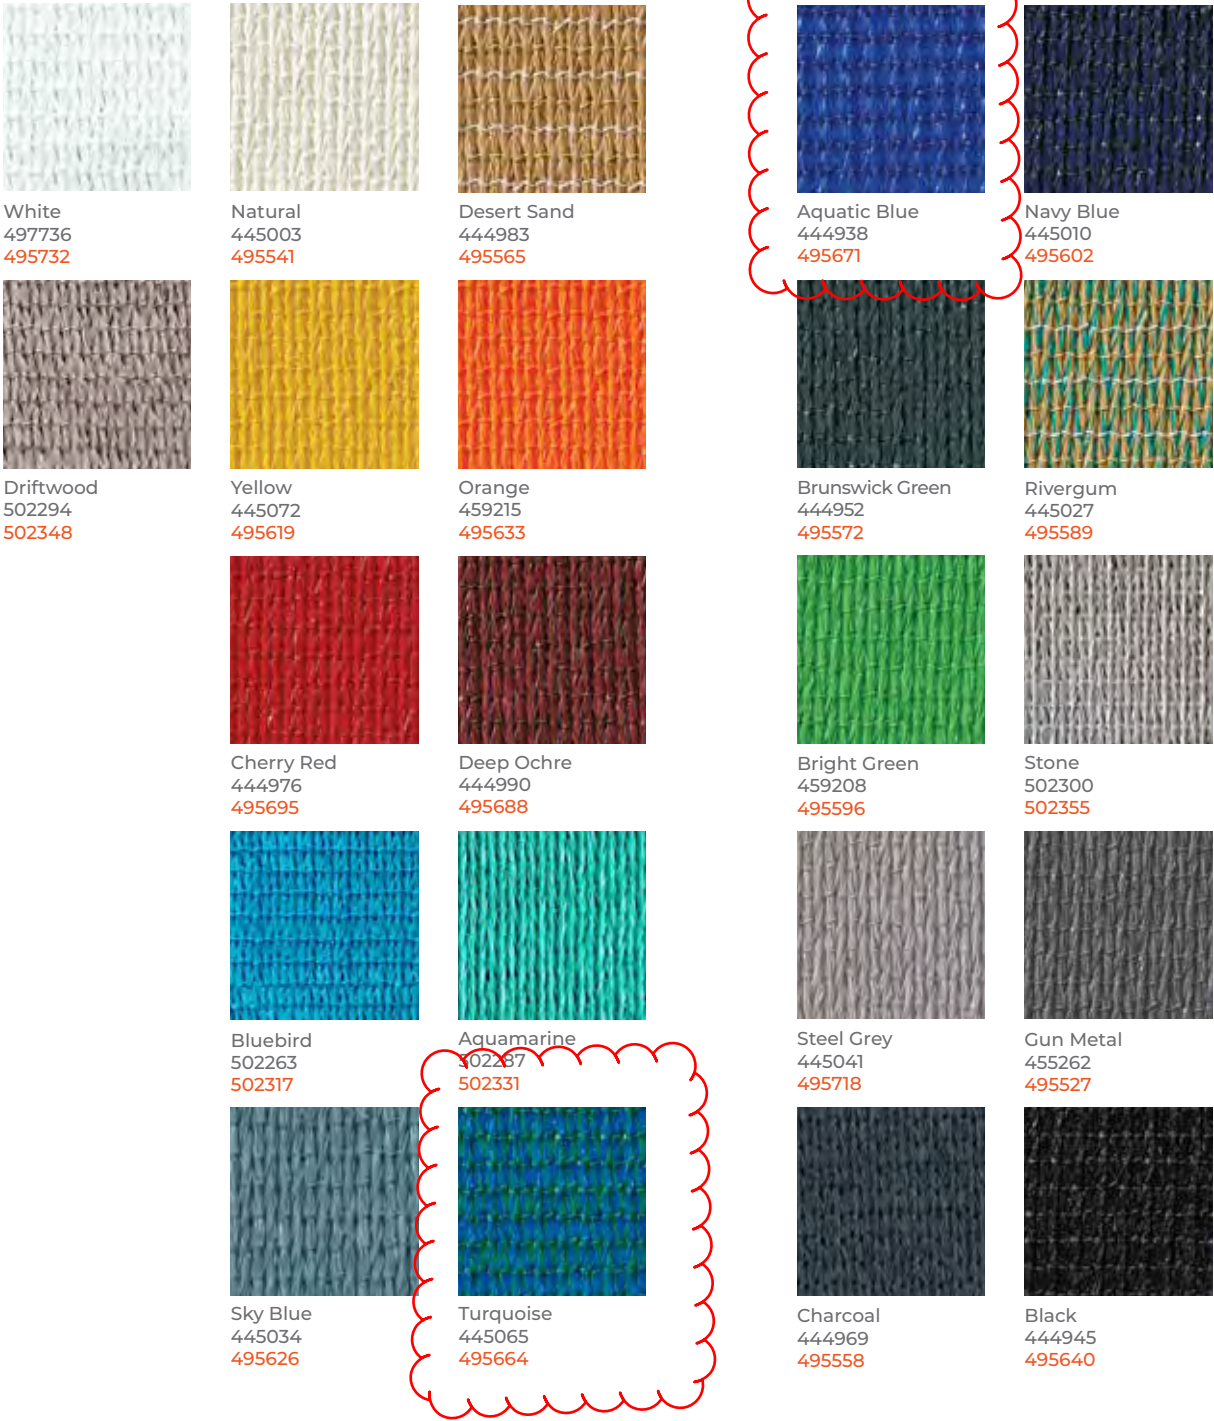 White
497736
495732
Natural
445003
495541
Desert Sand
444983
495565
Aquatic Blue
444938
495671
Navy Blue
445010
495602
Driftwood
502294
502348
Yellow
445072
495619
Orange
459215
495633
Brunswick Green
444952
495572
Rivergum
445027
495589
Cherry Red
444976
495695
Deep Ochre
444990
495688
Bright Green
459208
495596
Stone
502300
502355
Bluebird
502263
502317
Aquamarine
502287
502331
Steel Grey
445041
495718
Gun Metal
455262
495527
Sky Blue
445034
495626
Turquoise
445065
495664
Charcoal
444969
495558
Black
444945
495640